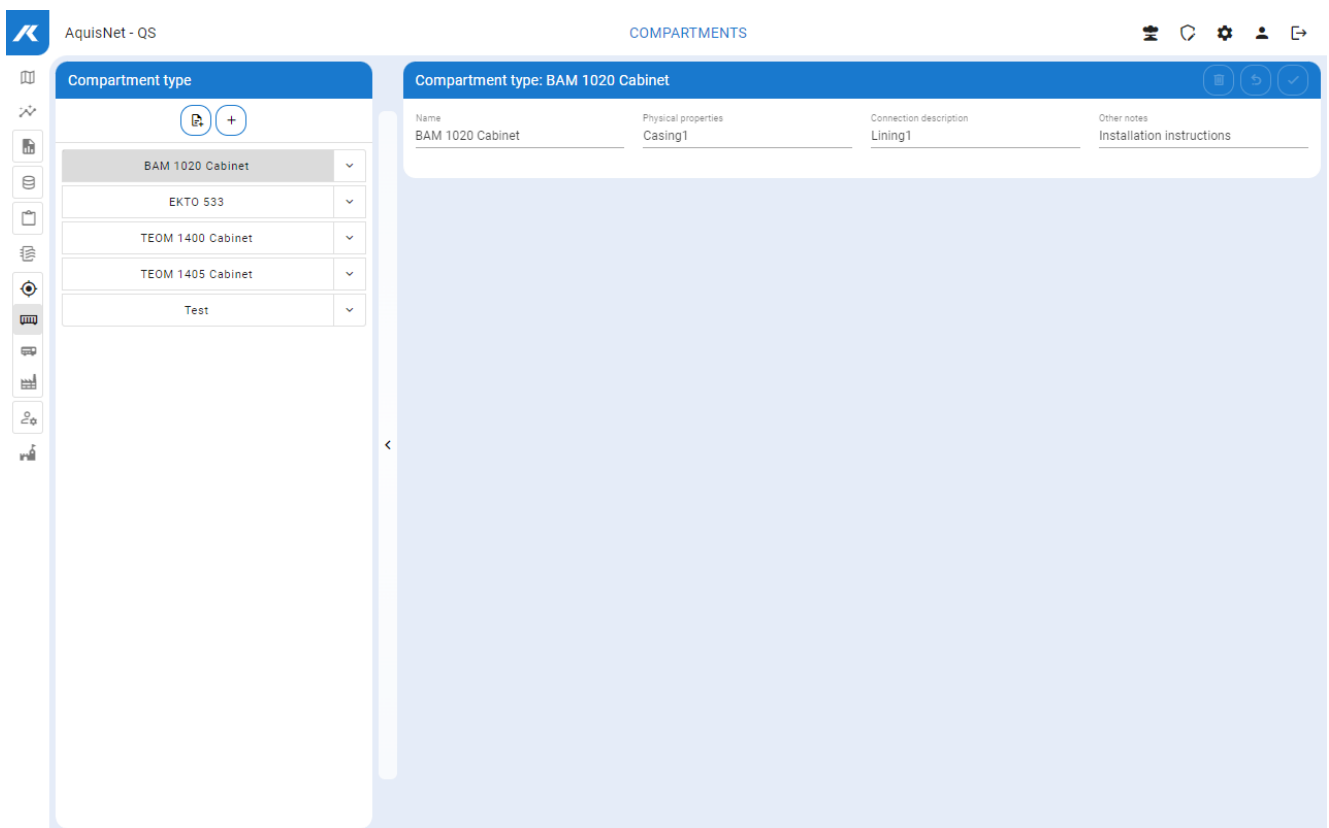 AquisNet - QS
COMPARTMENTS
Compartment type
BAM 1020 Cabinet
EKTO 533
TEOM 1400 Cabinet
TEOM 1405 Cabinet
Test
Compartment type: BAM 1020 Cabinet
Name
BAM 1020 Cabinet
Physical properties
Casing1
Connection description
Lining1
Other notes
Installation instructions